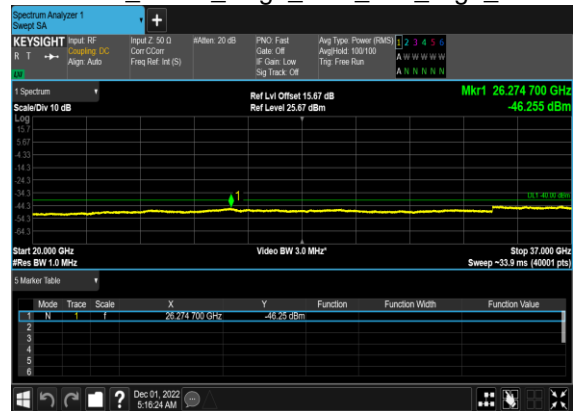 Spectrum Analyzer 1
Swept SA
+
KEYSIGHT Input: RF Input Z: 50 Ω #Atten: 20 dB PNO: Fast Avg Type: Power (RMS) 1 2 3 4 5 6
R T Coupling: DC Corr CCorr Gate: Off Avg|Hold: 100/100 A W W W W W
Align: Auto Freq Ref: Int (S) IF Gain: Low Trig: Free Run
LXI Sig Track: Off A N N N N N
1 Spectrum Ref Lvl Offset 15.67 dB Mkr1 26.274 700 GHz
Scale/Div 10 dB Ref Level 25.67 dBm -46.255 dBm
Log
15.7
5.67
-4.33
-14.3
-24.3
-34.3 1 UL1 -40.00 dBm
-44.3
-54.3
-64.3
Start 20.000 GHz Video BW 3.0 MHz* Stop 37.000 GHz
#Res BW 1.0 MHz Sweep ~33.9 ms (40001 pts)
5 Marker Table
Mode Trace Scale X Y Function Function Width Function Value
1 N 1 f 26.274 700 GHz -46.25 dBm
2
3
4
5
6
? Dec 01, 2022
5:16:24 AM